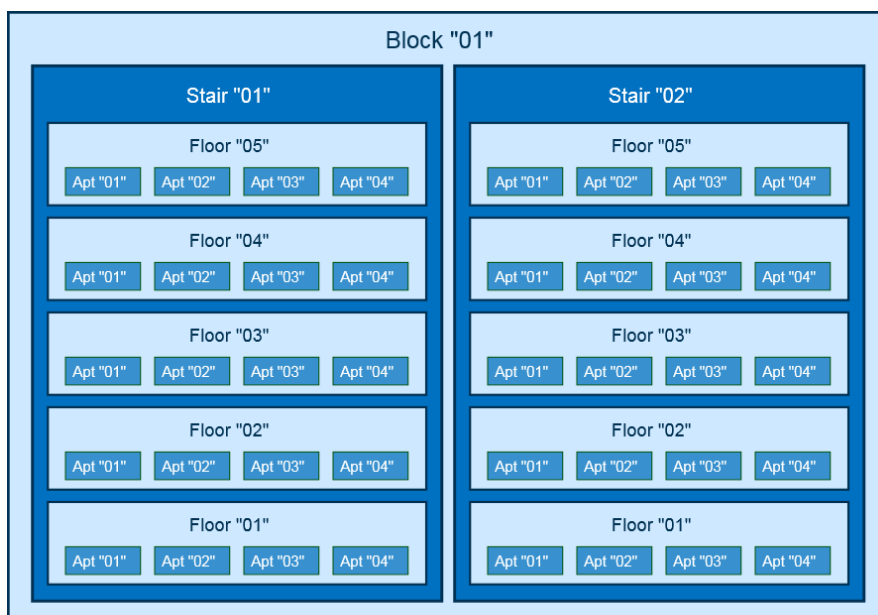 Block "01"
Stair "01"
Floor "05"
Apt "01" Apt "02" Apt "03" Apt "04"
Floor "04"
Apt "01" Apt "02" Apt "03" Apt "04"
Floor "03"
Apt "01" Apt "02" Apt "03" Apt "04"
Floor "02"
Apt "01" Apt "02" Apt "03" Apt "04"
Floor "01"
Apt "01" Apt "02" Apt "03" Apt "04"
Stair "02"
Floor "05"
Apt "01" Apt "02" Apt "03" Apt "04"
Floor "04"
Apt "01" Apt "02" Apt "03" Apt "04"
Floor "03"
Apt "01" Apt "02" Apt "03" Apt "04"
Floor "02"
Apt "01" Apt "02" Apt "03" Apt "04"
Floor "01"
Apt "01" Apt "02" Apt "03" Apt "04"